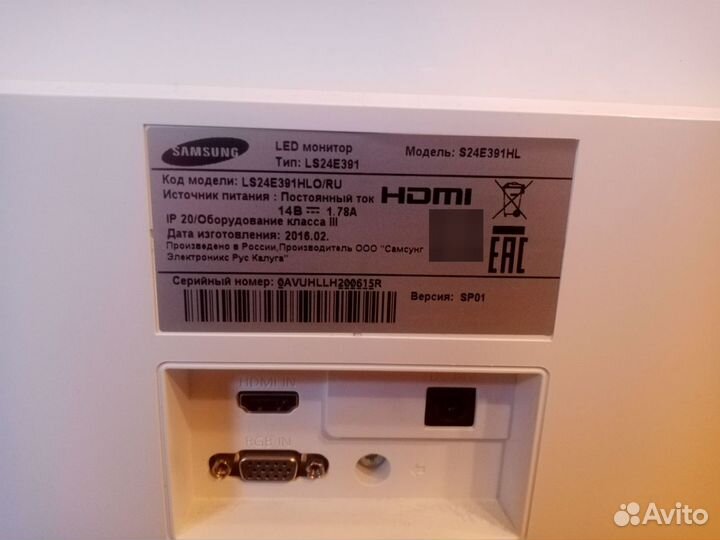 SAMSUNG
LED монитор
Тип: LS24E391
Модель: S24E391HL
Код модели: LS24E391HLO/RU
Источник питания : Постоянный ток
14В 1.78A
HDMI
IP 20/Оборудование класса III
Дата изготовления: 2016.02.
Произведено в России,Производитель ООО "Самсунг
Электроникс Рус Калуга"
EAC
Серийный номер: 0AVUHLLH200615R
Версия: SP01
HDMI IN
RGB IN
Avito